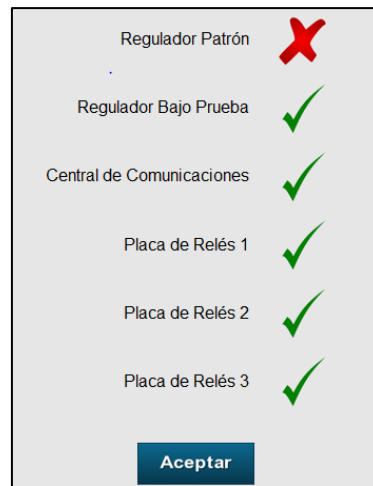 Regulador Patrón
Regulador Bajo Prueba
Central de Comunicaciones
Placa de Relés 1
Placa de Relés 2
Placa de Relés 3
Aceptar